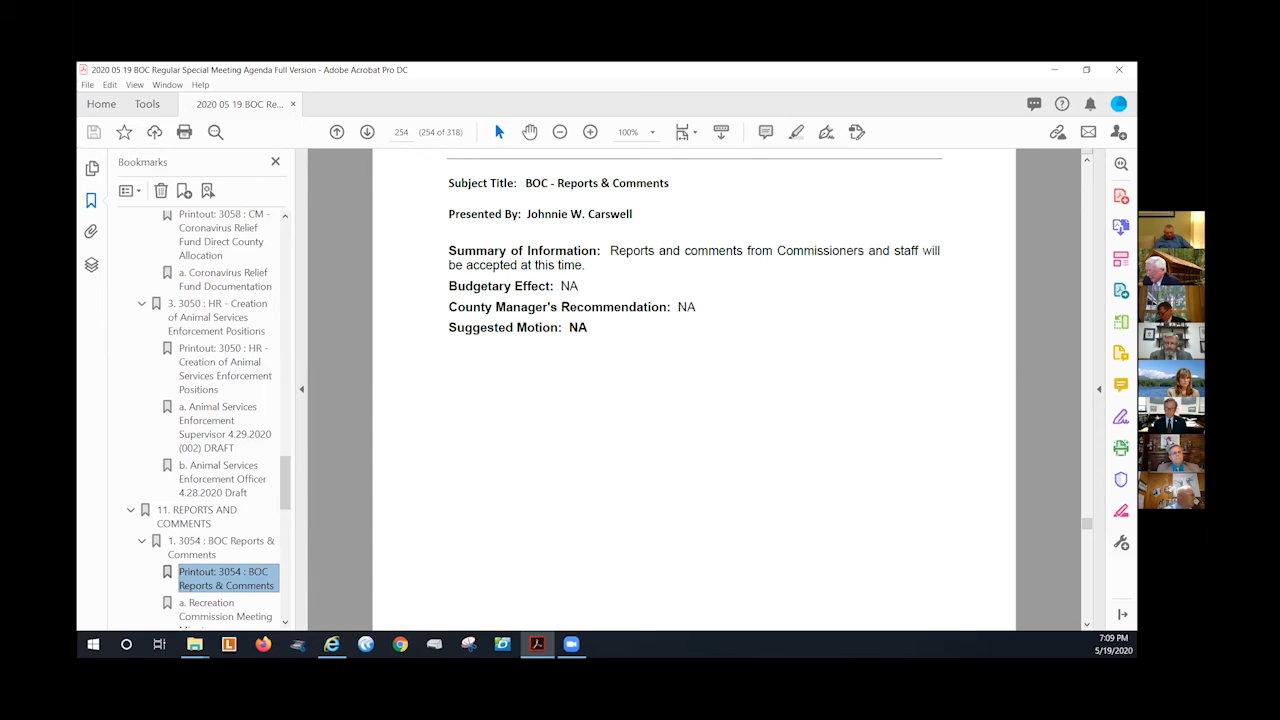 2020 05 19 BOC Regular Special Meeting Agenda Full Version - Adobe Acrobat Pro DC
File Edit View Window Help
Home Tools 2020 05 19 BOC Re... ×
254 (254 of 318) 100%
Bookmarks
Printout: 3058 : CM -
Coronavirus Relief
Fund Direct County
Allocation
a. Coronavirus Relief
Fund Documentation
3. 3050 : HR - Creation
of Animal Services
Enforcement Positions
Printout: 3050 : HR -
Creation of Animal
Services Enforcement
Positions
a. Animal Services
Enforcement
Supervisor 4.29.2020
(002) DRAFT
b. Animal Services
Enforcement Officer
4.28.2020 Draft
11. REPORTS AND
COMMENTS
1. 3054 : BOC Reports &
Comments
Printout: 3054 : BOC
Reports & Comments
a. Recreation
Commission Meeting
Subject Title: BOC - Reports & Comments
Presented By: Johnnie W. Carswell
Summary of Information: Reports and comments from Commissioners and staff will
be accepted at this time.
Budgetary Effect: NA
County Manager's Recommendation: NA
Suggested Motion: NA
7:09 PM
5/19/2020